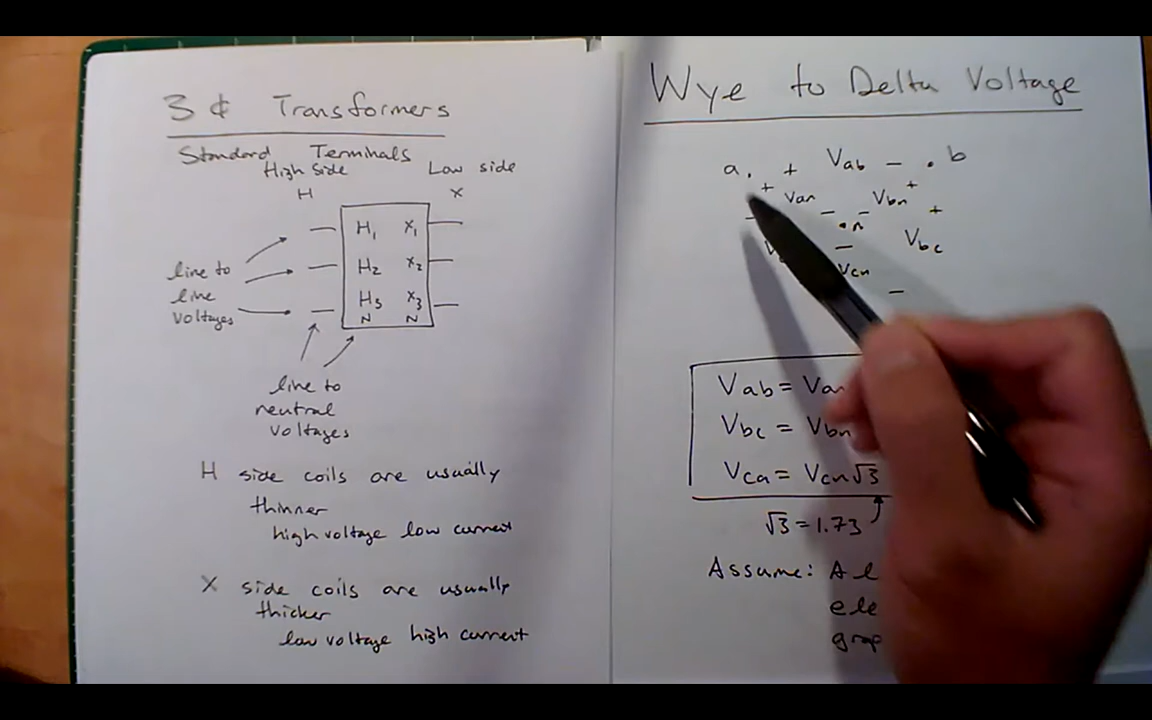 3 ¢ Transformers
Standard Terminals
High side Low side
H X
H1 X1
H2 X2
H3 X3
N N
line to
line
voltages
line to
neutral
voltages
H side coils are usually
thinner
high voltage low current
X side coils are usually
thicker
low voltage high current
Wye to Delta Voltage
a. + Vab - . b
+ Van - - Vbn +
- .n +
- Vbc
Vcn
-
Vab = Van
Vbc = Vbn
Vca = Vcn√3
√3 = 1.73
Assume: